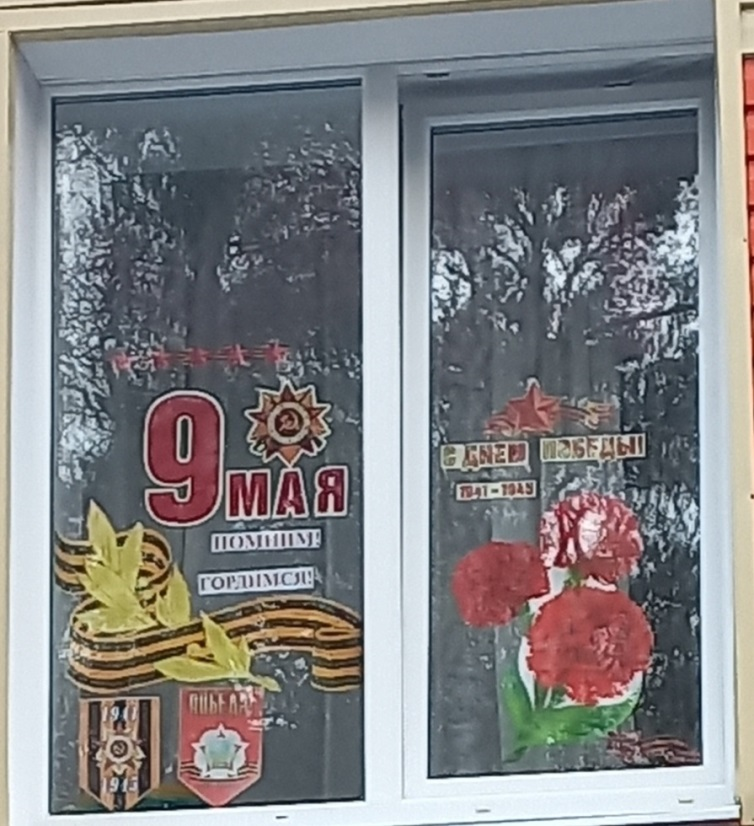 9 МАЯ
ПОМНИМ!
ГОРДИМСЯ!
1941
1945
ПОБЕДА!
С ДНЕМ ПОБЕДЫ!
1941-1945